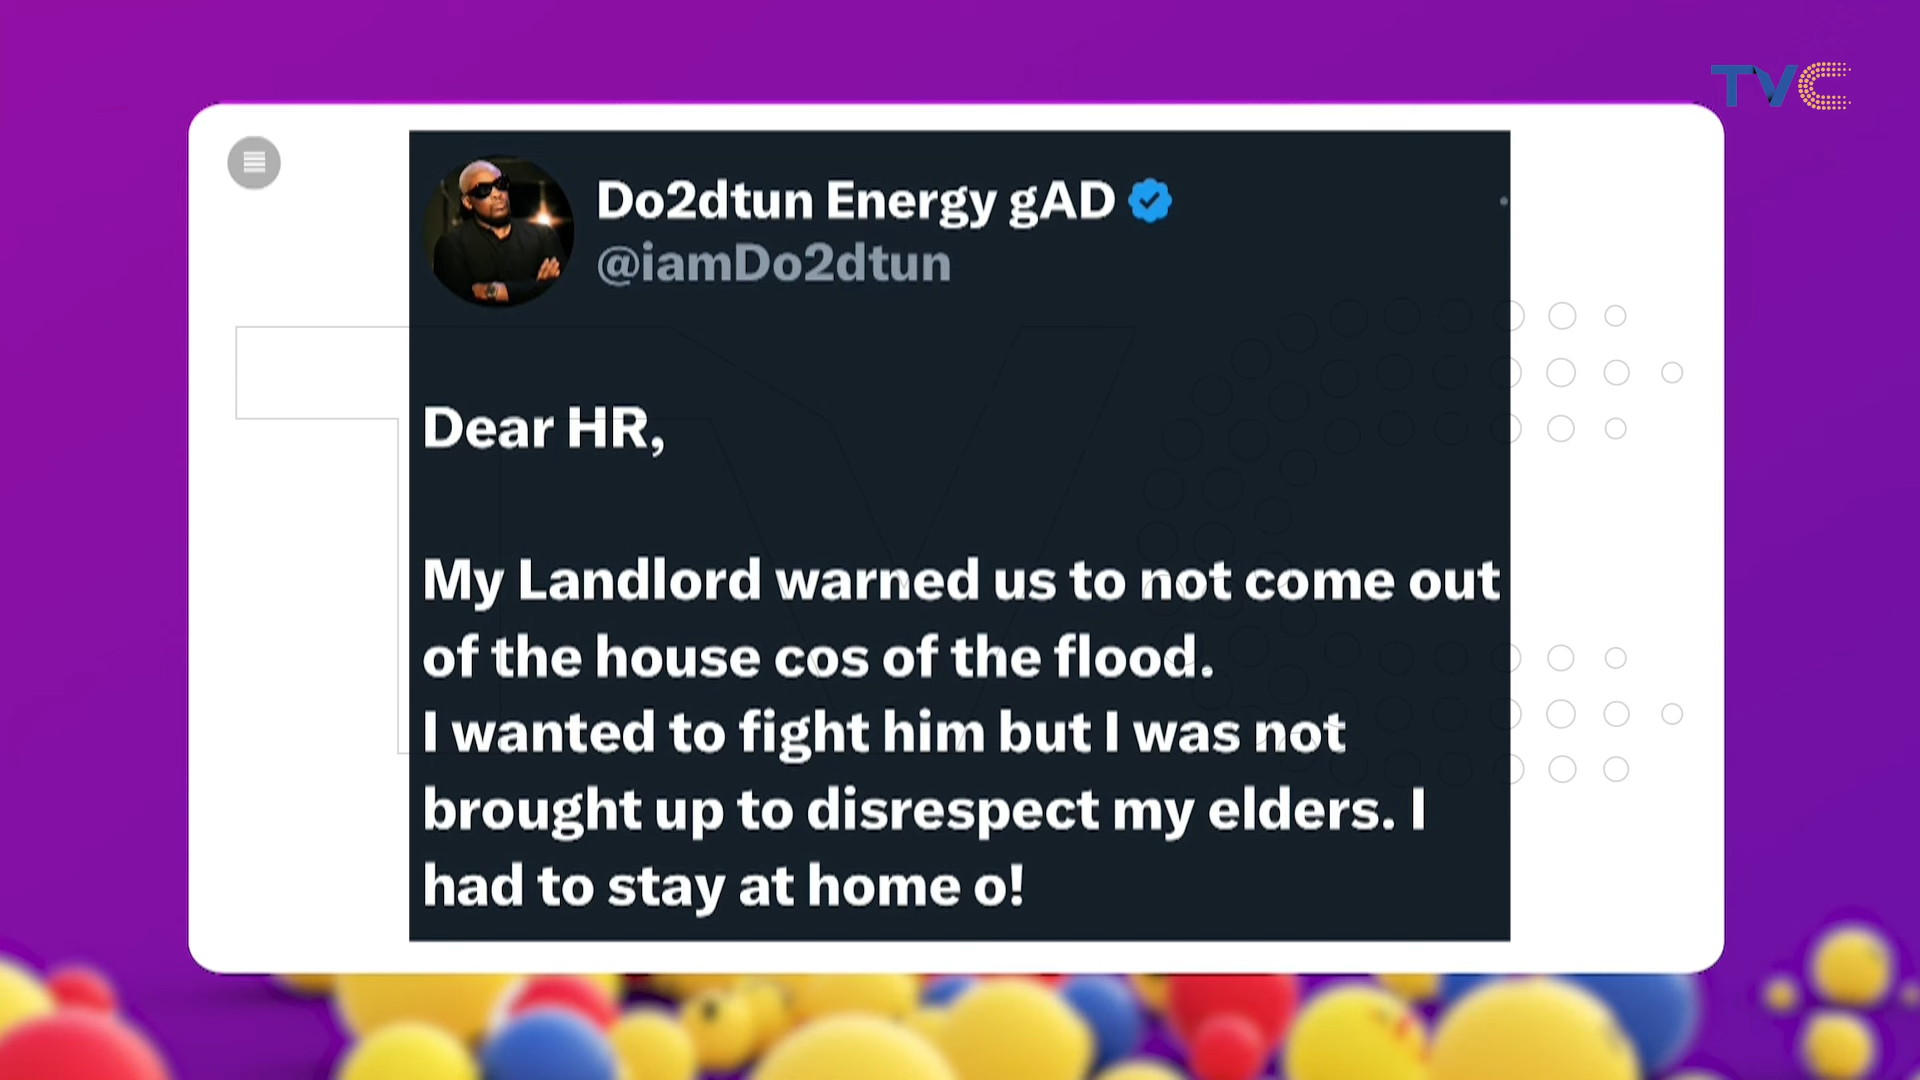 TVC
Do2dtun Energy gAD
@iamDo2dtun
Dear HR,
My Landlord warned us to not come out
of the house cos of the flood.
I wanted to fight him but I was not
brought up to disrespect my elders. I
had to stay at home o!